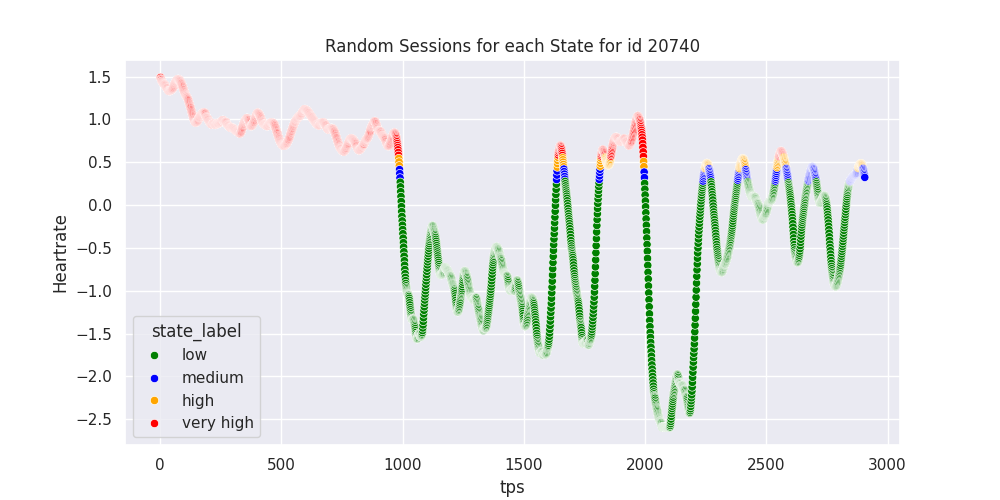 Random Sessions for each State for id 20740
Heartrate
1.5
1.0
0.5
0.0
−0.5
−1.0
−1.5
−2.0
−2.5
state_label
low
medium
high
very high
0 500 1000 1500 2000 2500 3000
tps